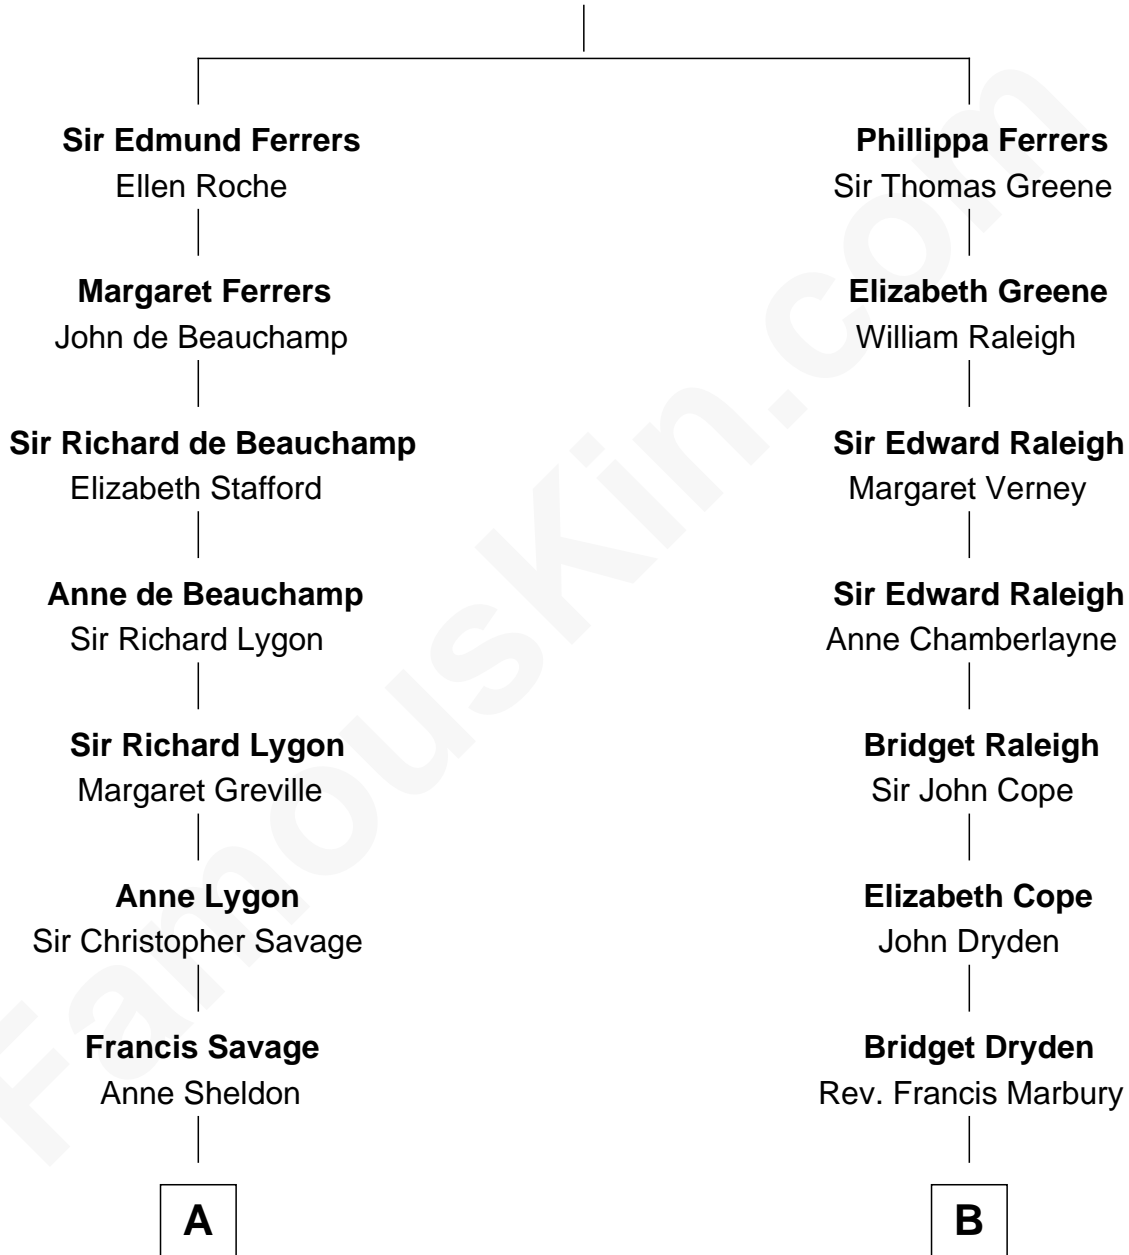 Sir Edmund Ferrers
Ellen Roche
Margaret Ferrers
John de Beauchamp
Sir Richard de Beauchamp
Elizabeth Stafford
Anne de Beauchamp
Sir Richard Lygon
Sir Richard Lygon
Margaret Greville
Anne Lygon
Sir Christopher Savage
Francis Savage
Anne Sheldon
A
Phillippa Ferrers
Sir Thomas Greene
Elizabeth Greene
William Raleigh
Sir Edward Raleigh
Margaret Verney
Sir Edward Raleigh
Anne Chamberlayne
Bridget Raleigh
Sir John Cope
Elizabeth Cope
John Dryden
Bridget Dryden
Rev. Francis Marbury
B
FamousKin.com